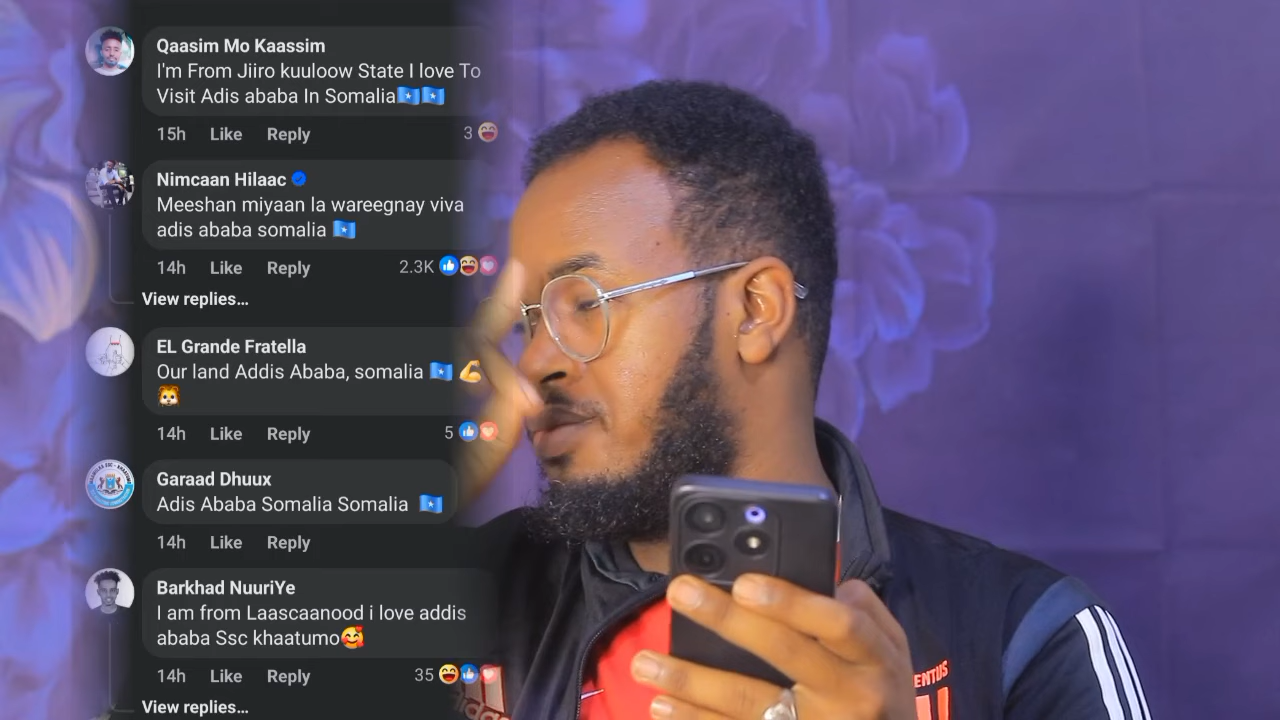 Qaasim Mo Kaassim
I'm From Jiiro kuuloow State I love To
Visit Adis ababa In Somalia🇸🇴🇸🇴
15h Like Reply 3
Nimcaan Hilaac
Meeshan miyaan la wareegnay viva
adis ababa somalia 🇸🇴
14h Like Reply 2.3K
View replies...
EL Grande Fratella
Our land Addis Ababa, somalia 🇸🇴 💪
🐯
14h Like Reply 5
Garaad Dhuux
Adis Ababa Somalia Somalia 🇸🇴
14h Like Reply
Barkhad NuuriYe
I am from Laascaanood i love addis
ababa Ssc khaatumo🥰
14h Like Reply 35
View replies...
adidas
ENTUS